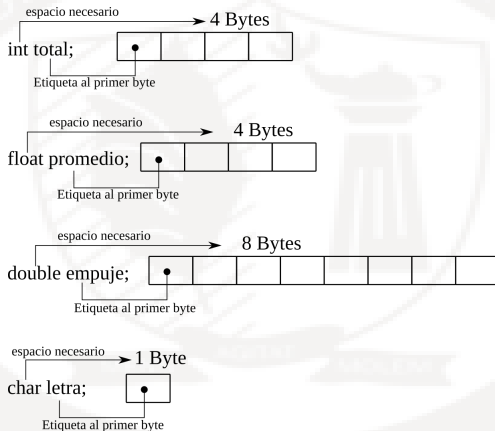 espacio necesario
4 Bytes
int total;
Etiqueta al primer byte
espacio necesario
4 Bytes
float promedio;
Etiqueta al primer byte
espacio necesario
8 Bytes
double empuje;
Etiqueta al primer byte
espacio necesario
1 Byte
char letra;
Etiqueta al primer byte